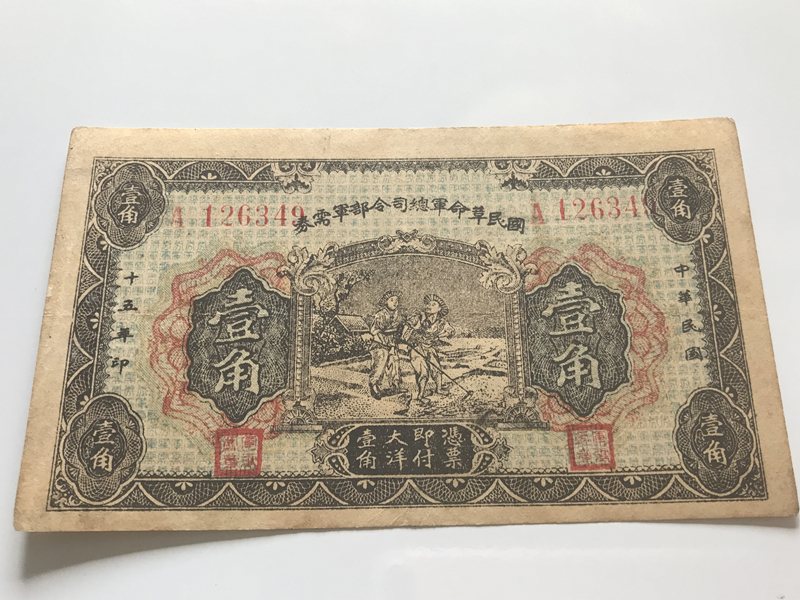 國民革命軍總司令部軍需券
A 126349
A 126349
壹角
壹角
中華民國
十五年印
壹角
壹角
憑票
即付
大洋
壹角
壹角
壹角